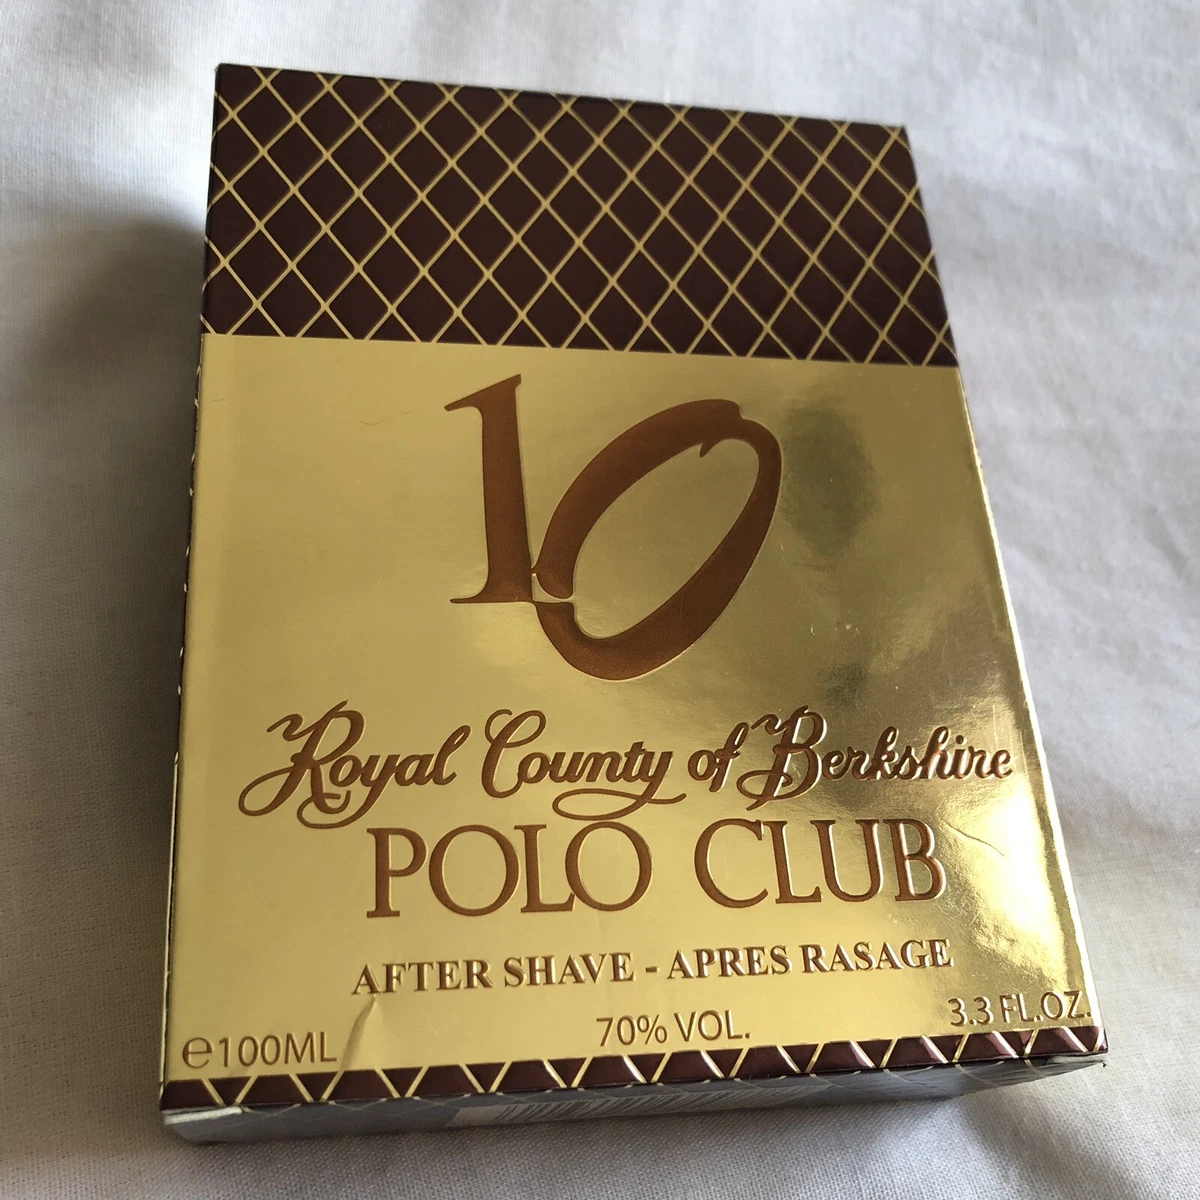 10
Royal County of Berkshire
POLO CLUB
AFTER SHAVE - APRES RASAGE
℮100ML 70% VOL. 3.3 FL.OZ.